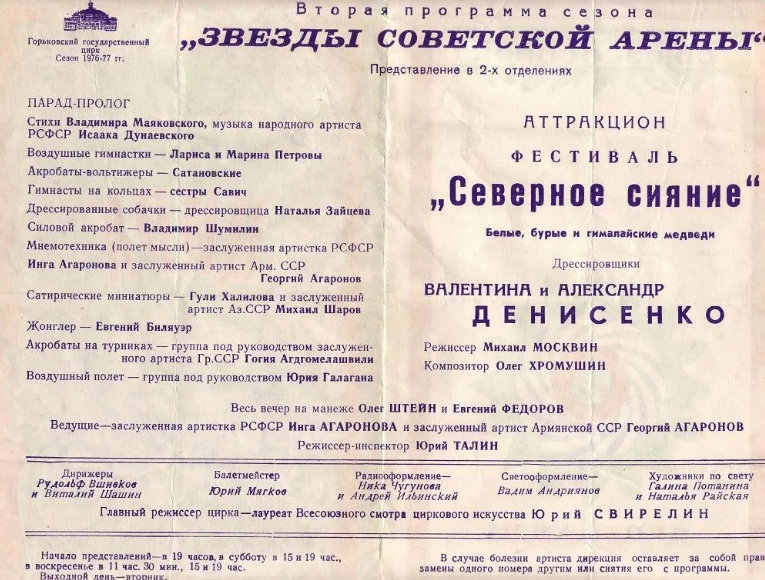 Горьковский государственный
цирк
Сезон 1976-77 гг.
Вторая программа сезона
„ЗВЕЗДЫ СОВЕТСКОЙ АРЕНЫ“
Представление в 2-х отделениях
ПАРАД-ПРОЛОГ
Стихи Владимира Маяковского, музыка народного артиста
РСФСР Исаака Дунаевского
Воздушные гимнастки — Лариса и Марина Петровы
Акробаты-вольтижеры — Сатановские
Гимнасты на кольцах — сестры Савич
Дрессированные собачки — дрессировщица Наталья Зайцева
Силовой акробат — Владимир Шумилин
Мнемотехника (полет мысли)—заслуженная артистка РСФСР
Инга Агаронова и заслуженный артист Арм. ССР
Георгий Агаронов
Сатирические миниатюры — Гули Халилова и заслуженный
артист Аз.ССР Михаил Шаров
Жонглер — Евгений Биляуэр
Акробаты на турниках — группа под руководством заслужен-
ного артиста Гр.ССР Гогия Агдгомелашвили
Воздушный полет — группа под руководством Юрия Галагана
АТТРАКЦИОН
ФЕСТИВАЛЬ
„Северное сияние“
Белые, бурые и гималайские медведи
Дрессировщики
ВАЛЕНТИНА и АЛЕКСАНДР
ДЕНИСЕНКО
Режиссер Михаил МОСКВИН
Композитор Олег ХРОМУШИН
Весь вечер на манеже Олег ШТЕЙН и Евгений ФЕДОРОВ
Ведущие—заслуженная артистка РСФСР Инга АГАРОНОВА и заслуженный артист Армянской ССР Георгий АГАРОНОВ
Режиссер-инспектор Юрий ТАЛИН
Дирижеры
Рудольф Вшивков
и Виталий Шашин
Балетмейстер
Юрий Мягков
Радиооформление—
Ника Чугунова
и Андрей Ильинский
Светооформление—
Вадим Андриянов
Художники по свету
Галина Потанина
и Наталья Райская
Главный режиссер цирка—лауреат Всесоюзного смотра циркового искусства Юрий СВИРЕЛИН
Начало представлений—в 19 часов, в субботу в 15 и 19 час.,
в воскресенье в 11 час. 30 мин., 15 и 19 час.
Выходной день—вторник.
В случае болезни артиста дирекция оставляет за собой прав
замены одного номера другим или снятия его с программы.